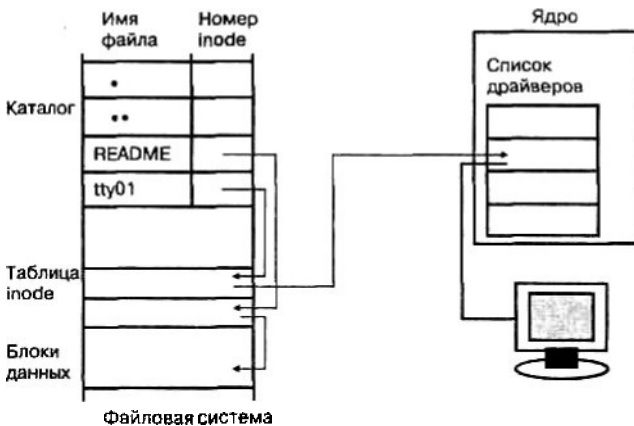 Имя
файла
Номер
inode
Каталог
.
..
README
tty01
Таблица
inode
Блоки
данных
Файловая система
Ядро
Список
драйверов